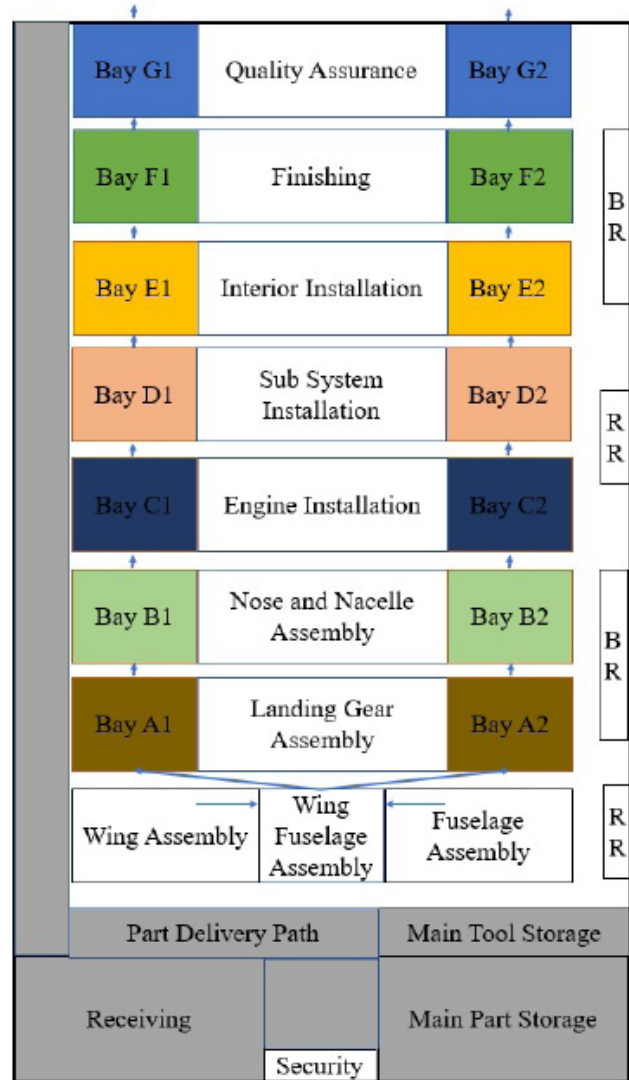 Bay G1
Quality Assurance
Bay G2
Bay F1
Finishing
Bay F2
B
R
Bay E1
Interior Installation
Bay E2
Bay D1
Sub System
Installation
Bay D2
R
R
Bay C1
Engine Installation
Bay C2
Bay B1
Nose and Nacelle
Assembly
Bay B2
B
R
Bay A1
Landing Gear
Assembly
Bay A2
Wing Assembly
Wing
Fuselage
Assembly
Fuselage
Assembly
R
R
Part Delivery Path
Main Tool Storage
Receiving
Main Part Storage
Security